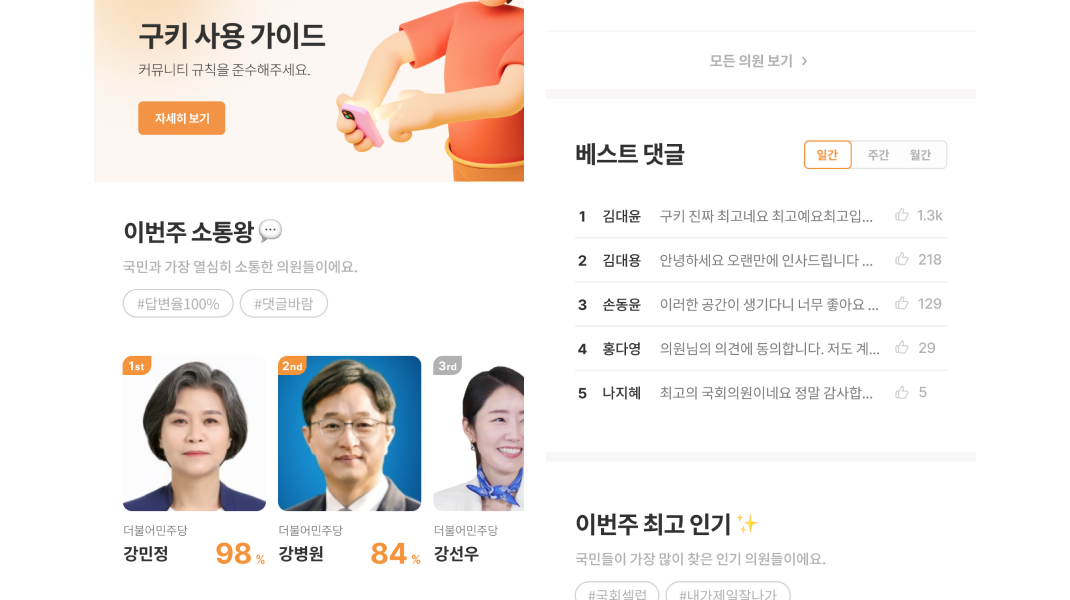 구키 사용 가이드
커뮤니티 규칙을 준수해주세요.
자세히 보기
이번주 소통왕
국민과 가장 열심히 소통한 의원들이에요.
#답변율100% #댓글바람
1st 2nd 3rd
더불어민주당 더불어민주당 더불어민주당
강민정 98 % 강병원 84 % 강선우
모든 의원 보기 >
베스트 댓글 일간 주간 월간
1 김대윤 구키 진짜 최고네요 최고예요최고입... 1.3k
2 김대용 안녕하세요 오랜만에 인사드립니다 ... 218
3 손동윤 이러한 공간이 생기다니 너무 좋아요 ... 129
4 홍다영 의원님의 의견에 동의합니다. 저도 계... 29
5 나지혜 최고의 국회의원이네요 정말 감사합... 5
이번주 최고 인기
국민들이 가장 많이 찾은 인기 의원들이에요.
#국회셀럽 #내가제일잘나가